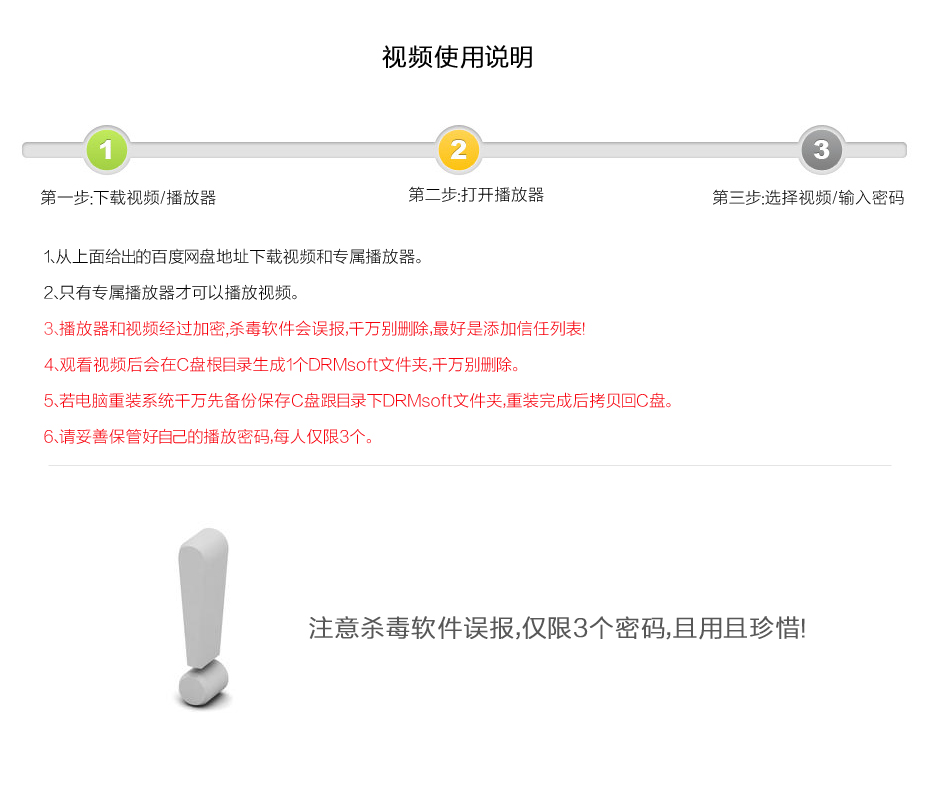 视频使用说明
1
2
3
第一步:下载视频/播放器
第二步:打开播放器
第三步:选择视频/输入密码
1、从上面给出的百度网盘地址下载视频和专属播放器。
2、只有专属播放器才可以播放视频。
3、播放器和视频经过加密,杀毒软件会误报,千万别删除,最好是添加信任列表!
4、观看视频后会在C盘根目录生成1个DRMsoft文件夹,千万别删除。
5、若电脑重装系统千万先备份保存C盘跟目录下DRMsoft文件夹,重装完成后拷贝回C盘。
6、请妥善保管好自己的播放密码,每人仅限3个。
注意杀毒软件误报,仅限3个密码,且用且珍惜!